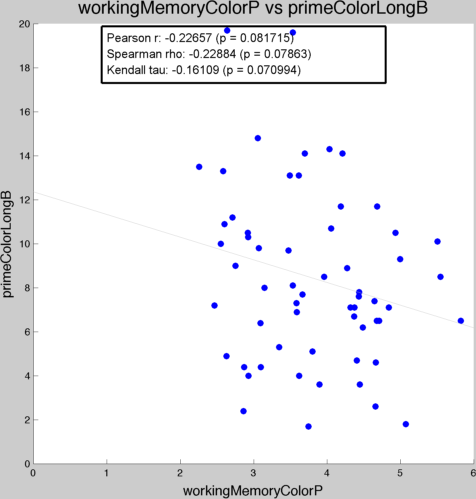 workingMemoryColorP vs primeColorLongB
Pearson r: -0.22657 (p = 0.081715)
Spearman rho: -0.22884 (p = 0.07863)
Kendall tau: -0.16109 (p = 0.070994)
primeColorLongB
20
18
16
14
12
10
8
6
4
2
0
0 1 2 3 4 5 6
workingMemoryColorP